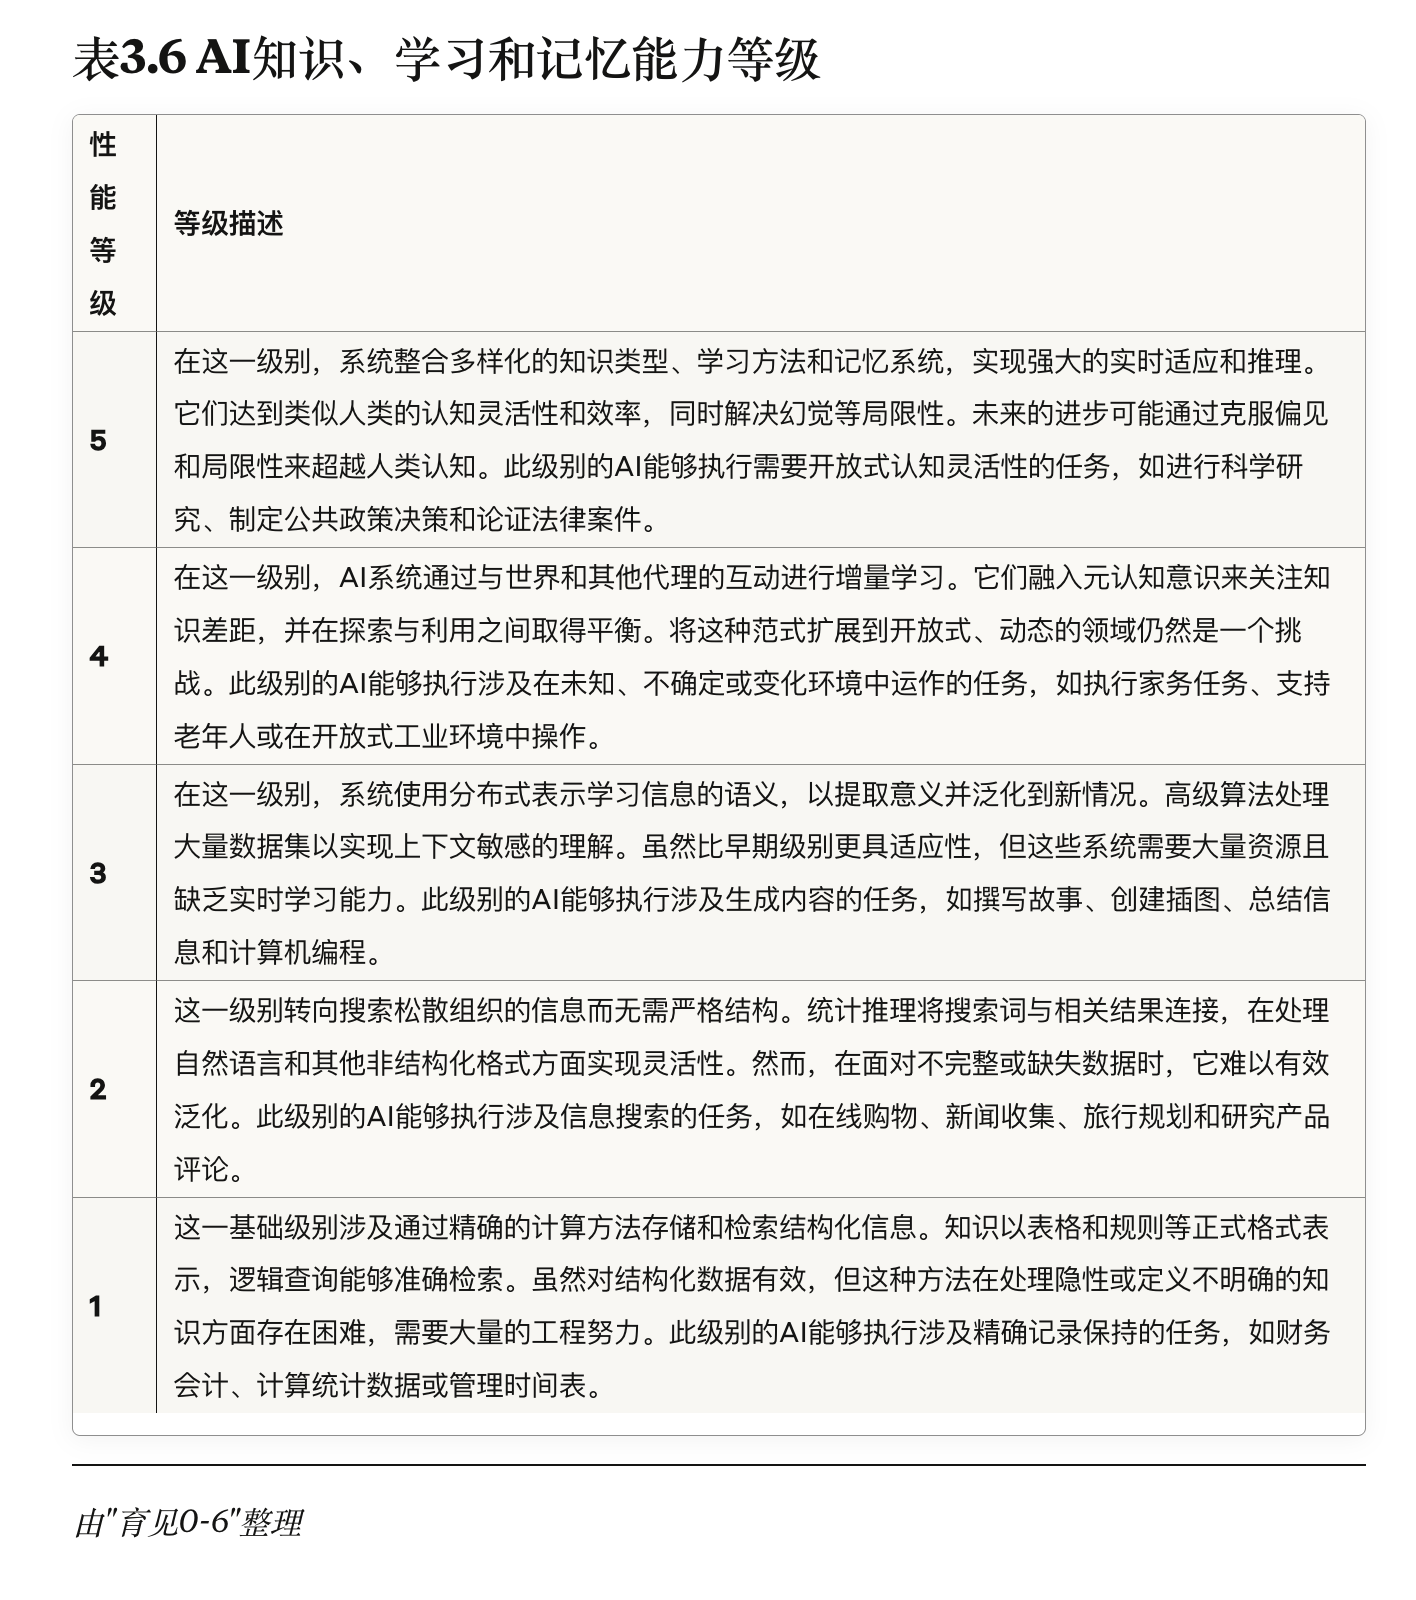 表3.6 AI知识、学习和记忆能力等级
性
能
等
级
等级描述
5
在这一级别，系统整合多样化的知识类型、学习方法和记忆系统，实现强大的实时适应和推理。
它们达到类似人类的认知灵活性和效率，同时解决幻觉等局限性。未来的进步可能通过克服偏见
和局限性来超越人类认知。此级别的AI能够执行需要开放式认知灵活性的任务，如进行科学研
究、制定公共政策决策和论证法律案件。
4
在这一级别，AI系统通过与世界和其他代理的互动进行增量学习。它们融入元认知意识来关注知
识差距，并在探索与利用之间取得平衡。将这种范式扩展到开放式、动态的领域仍然是一个挑
战。此级别的AI能够执行涉及在未知、不确定或变化环境中运作的任务，如执行家务任务、支持
老年人或在开放式工业环境中操作。
3
在这一级别，系统使用分布式表示学习信息的语义，以提取意义并泛化到新情况。高级算法处理
大量数据集以实现上下文敏感的理解。虽然比早期级别更具适应性，但这些系统需要大量资源且
缺乏实时学习能力。此级别的AI能够执行涉及生成内容的任务，如撰写故事、创建插图、总结信
息和计算机编程。
2
这一级别转向搜索松散组织的信息而无需严格结构。统计推理将搜索词与相关结果连接，在处理
自然语言和其他非结构化格式方面实现灵活性。然而，在面对不完整或缺失数据时，它难以有效
泛化。此级别的AI能够执行涉及信息搜索的任务，如在线购物、新闻收集、旅行规划和研究产品
评论。
1
这一基础级别涉及通过精确的计算方法存储和检索结构化信息。知识以表格和规则等正式格式表
示，逻辑查询能够准确检索。虽然对结构化数据有效，但这种方法在处理隐性或定义不明确的知
识方面存在困难，需要大量的工程努力。此级别的AI能够执行涉及精确记录保持的任务，如财务
会计、计算统计数据或管理时间表。
由"育见0-6"整理